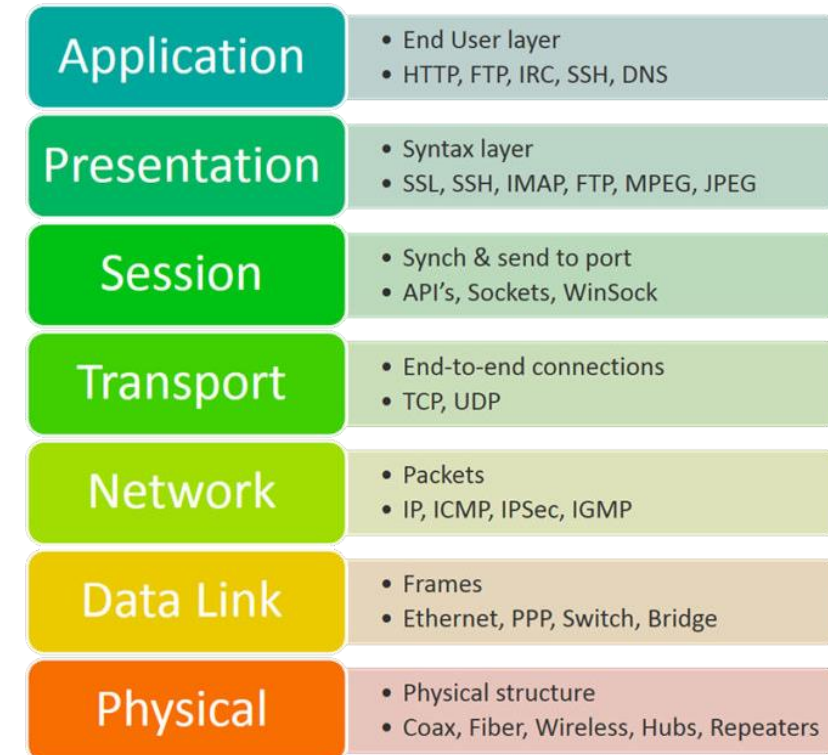 Application
• End User layer
• HTTP, FTP, IRC, SSH, DNS
Presentation
• Syntax layer
• SSL, SSH, IMAP, FTP, MPEG, JPEG
Session
• Synch & send to port
• API's, Sockets, WinSock
Transport
• End-to-end connections
• TCP, UDP
Network
• Packets
• IP, ICMP, IPSec, IGMP
Data Link
• Frames
• Ethernet, PPP, Switch, Bridge
Physical
• Physical structure
• Coax, Fiber, Wireless, Hubs, Repeaters